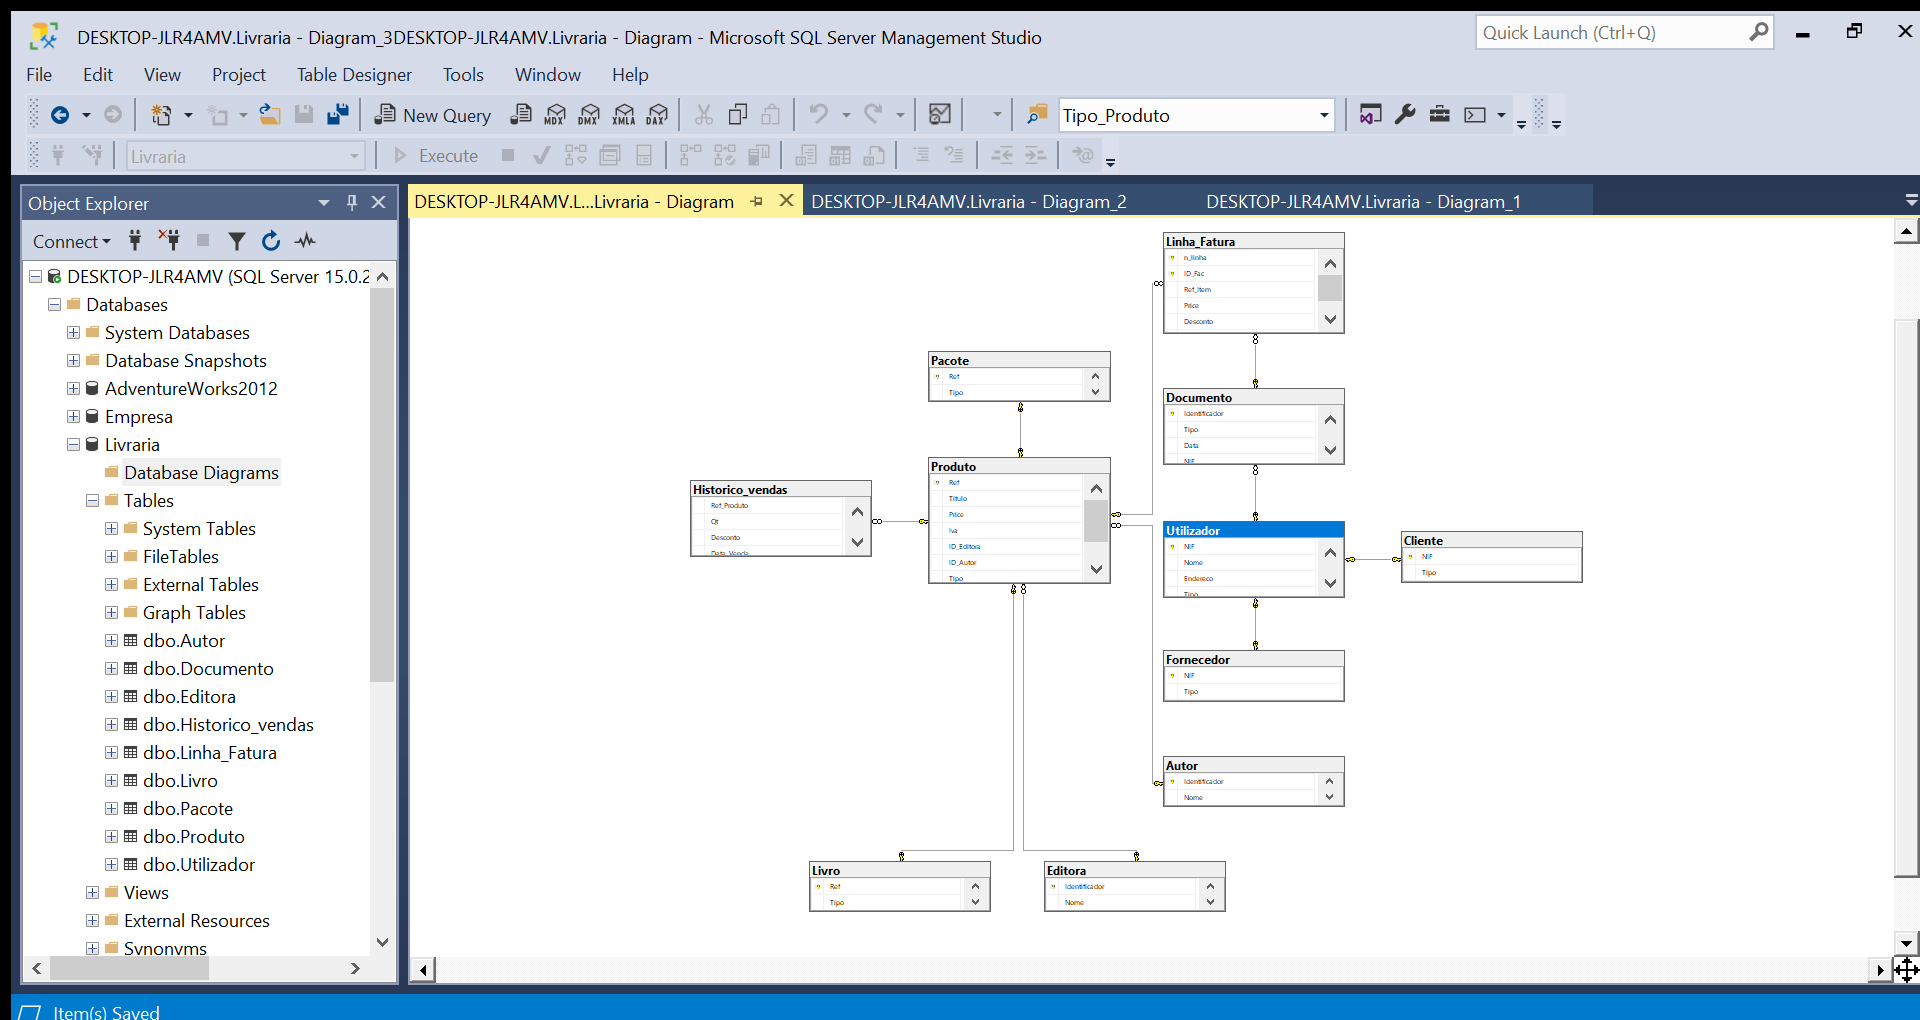 DESKTOP-JLR4AMV.Livraria - Diagram_3DESKTOP-JLR4AMV.Livraria - Diagram - Microsoft SQL Server Management Studio
Quick Launch (Ctrl+Q)
File Edit View Project Table Designer Tools Window Help
New Query MDX DMX XMLA DAX Tipo_Produto
Livraria Execute
Object Explorer
DESKTOP-JLR4AMV.L...Livraria - Diagram DESKTOP-JLR4AMV.Livraria - Diagram_2 DESKTOP-JLR4AMV.Livraria - Diagram_1
Connect
DESKTOP-JLR4AMV (SQL Server 15.0.2
Databases
System Databases
Database Snapshots
AdventureWorks2012
Empresa
Livraria
Database Diagrams
Tables
System Tables
FileTables
External Tables
Graph Tables
dbo.Autor
dbo.Documento
dbo.Editora
dbo.Historico_vendas
dbo.Linha_Fatura
dbo.Livro
dbo.Pacote
dbo.Produto
dbo.Utilizador
Views
External Resources
Synonyms
Linha_Fatura
n_linha
ID_Fac
Ref_Item
Price
Desconto
Pacote
Ref
Tipo
Documento
Identificador
Tipo
Data
NIF
Produto
Ref
Titulo
Price
Iva
ID_Editora
ID_Autor
Tipo
Historico_vendas
Ref_Produto
Qt
Desconto
Data_Venda
Utilizador
NIF
Nome
Endereco
Tipo
Cliente
NIF
Tipo
Fornecedor
NIF
Tipo
Autor
Identificador
Nome
Livro
Ref
Tipo
Editora
Identificador
Nome
Item(s) Saved